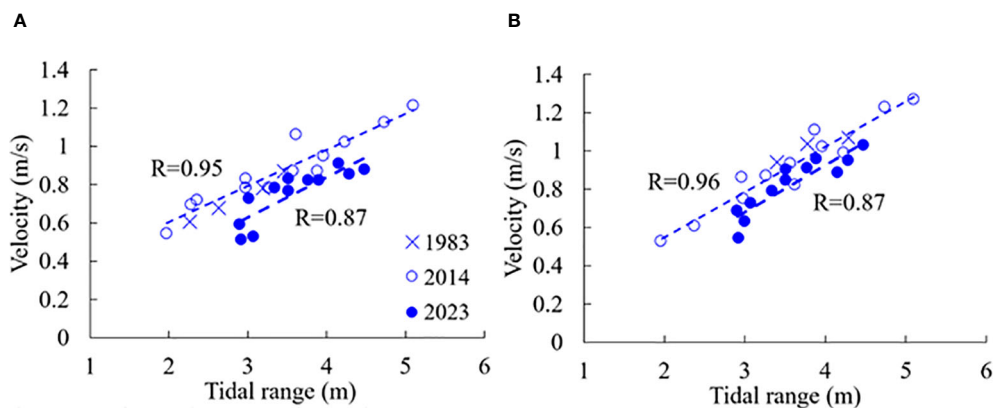 A
1.4
1.2
1
0.8
0.6
0.4
0.2
0
Velocity (m/s)
R=0.95
R=0.87
1983
2014
2023
1 2 3 4 5 6
Tidal range (m)
B
1.4
1.2
1
0.8
0.6
0.4
0.2
0
Velocity (m/s)
R=0.96
R=0.87
1 2 3 4 5 6
Tidal range (m)